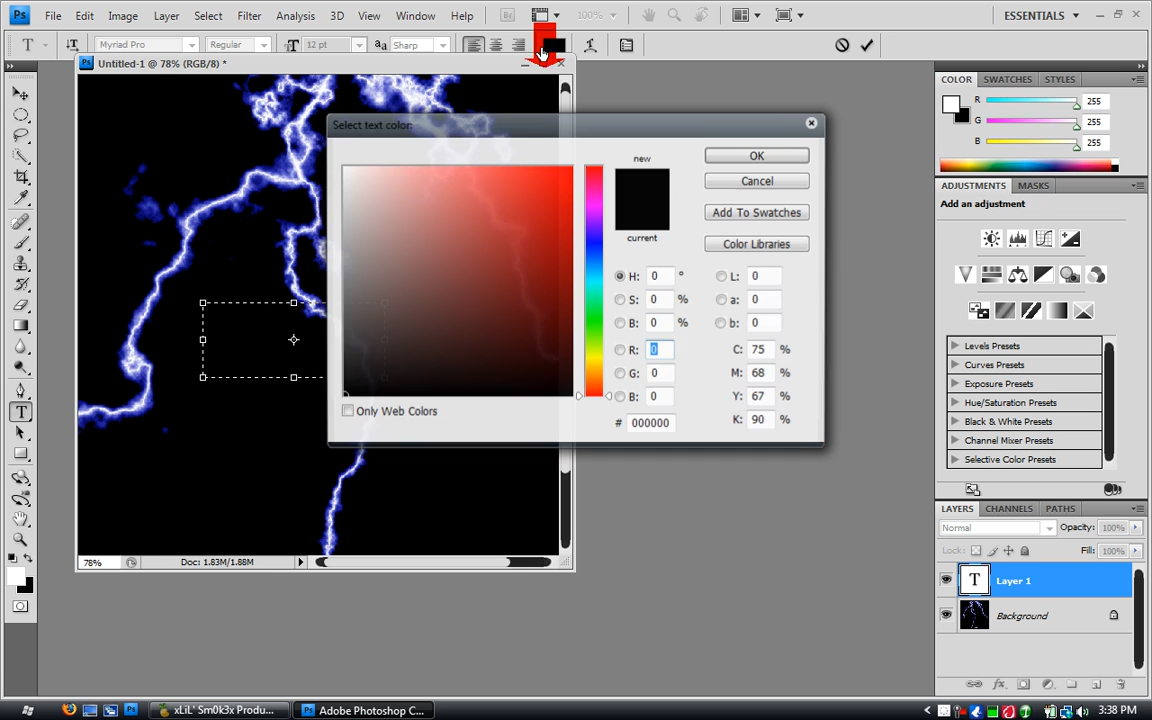 Ps File Edit Image Layer Select Filter Analysis 3D View Window Help Br 100% ESSENTIALS
T Myriad Pro Regular T 12 pt aa Sharp
Ps Untitled-1 @ 78% (RGB/8) *
COLOR SWATCHES STYLES
R 255
G 255
B 255
Select text color:
new
current
OK
Cancel
Add To Swatches
Color Libraries
H: 0 ° L: 0
S: 0 % a: 0
B: 0 % b: 0
R: 0 C: 75 %
G: 0 M: 68 %
B: 0 Y: 67 %
# 000000 K: 90 %
Only Web Colors
ADJUSTMENTS MASKS
Add an adjustment
Levels Presets
Curves Presets
Exposure Presets
Hue/Saturation Presets
Black & White Presets
Channel Mixer Presets
Selective Color Presets
LAYERS CHANNELS PATHS
Normal Opacity: 100%
Lock: Fill: 100%
T Layer 1
Background
78% Doc: 1.83M/1.88M
xLiL' Sm0k3x Produ... Ps Adobe Photoshop C... 3:38 PM